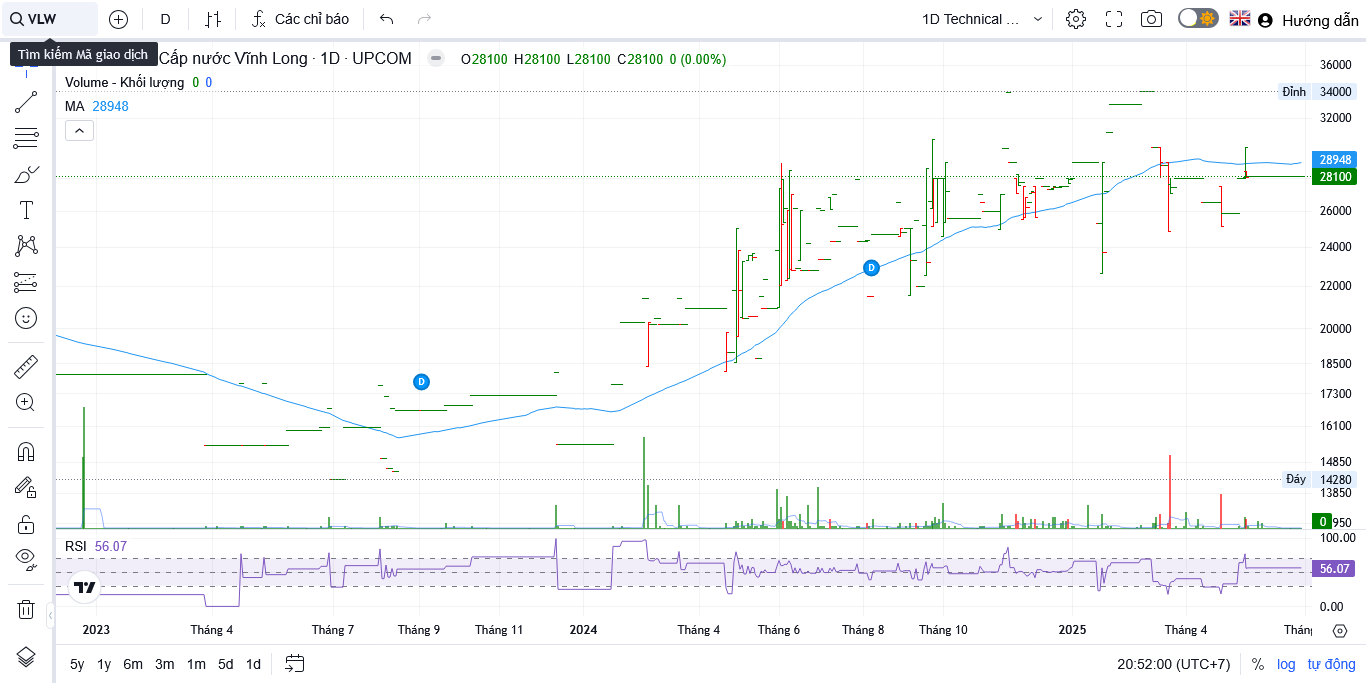 VLW D Các chỉ báo 1D Technical ... Hướng dẫn
Tìm kiếm Mã giao dịch
Cấp nước Vĩnh Long · 1D · UPCOM O28100 H28100 L28100 C28100 0 (0.00%)
Volume - Khối lượng 0 0
MA 28948
36000
Đỉnh 34000
32000
28948
28100
26000
24000
22000
20000
18500
17300
16100
14850
Đáy 14280
13850
0 950
D
D
RSI 56.07
100.00
56.07
0.00
2023 Tháng 4 Tháng 7 Tháng 9 Tháng 11 2024 Tháng 4 Tháng 6 Tháng 8 Tháng 10 2025 Tháng 4
5y 1y 6m 3m 1m 5d 1d 20:52:00 (UTC+7) % log tự động